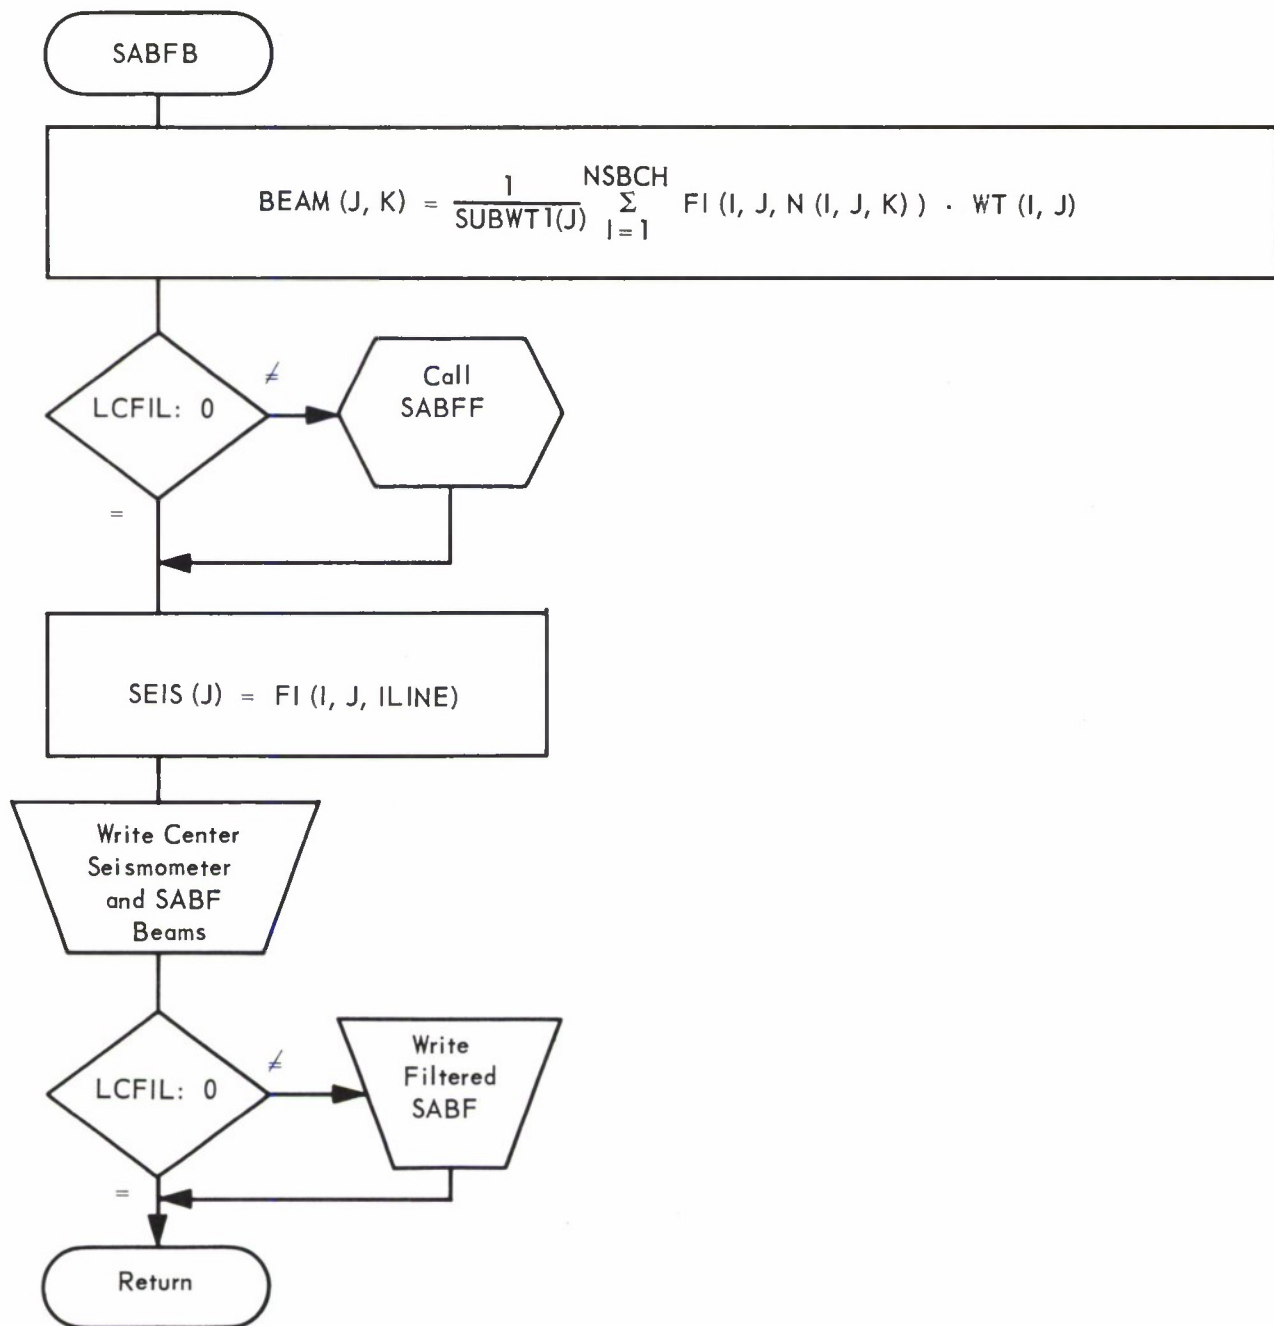 SABFB
BEAM (J, K) = 1/SUBWT1(J) NSBCH Σ I=1 FI (I, J, N (I, J, K) ) · WT (I, J)
LCFIL: 0
≠
Call
SABFF
=
SEIS (J) = FI (I, J, ILINE)
Write Center
Seismometer
and SABF
Beams
LCFIL: 0
≠
Write
Filtered
SABF
=
Return